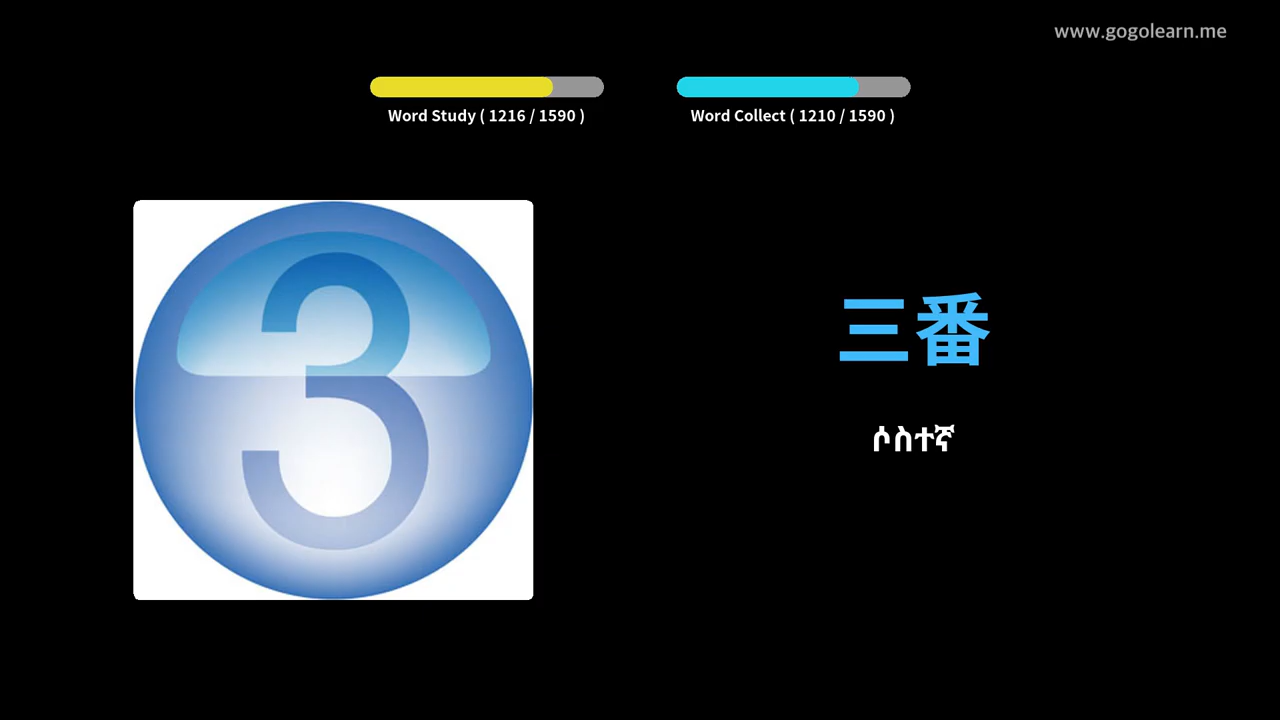 www.gogolearn.me
Word Study ( 1216 / 1590 )
Word Collect ( 1210 / 1590 )
3
三番
ሶስተኛ